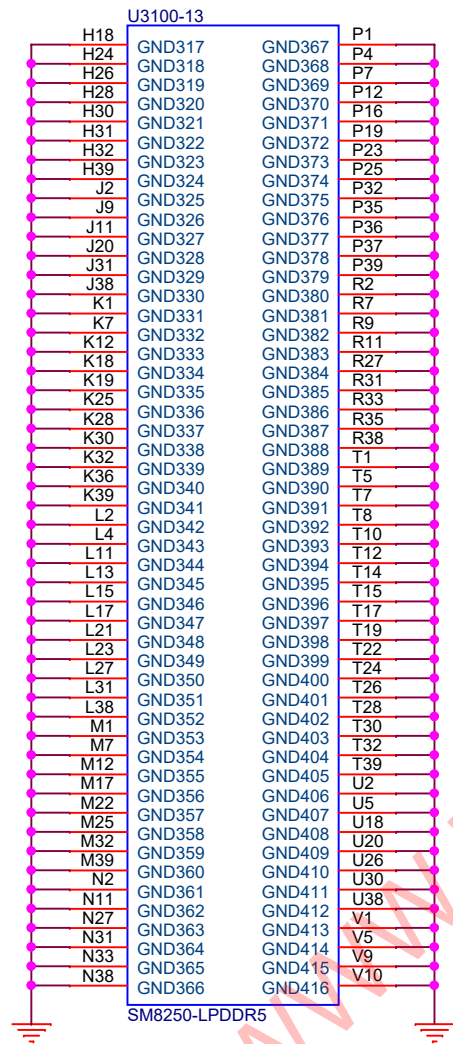 U3100-13
H18 GND317 GND367 P1
H24 GND318 GND368 P4
H26 GND319 GND369 P7
H28 GND320 GND370 P12
H30 GND321 GND371 P16
H31 GND322 GND372 P19
H32 GND323 GND373 P23
H39 GND324 GND374 P25
J2 GND325 GND375 P32
J9 GND326 GND376 P35
J11 GND327 GND377 P36
J20 GND328 GND378 P37
J31 GND329 GND379 P39
J38 GND330 GND380 R2
K1 GND331 GND381 R7
K7 GND332 GND382 R9
K12 GND333 GND383 R11
K18 GND334 GND384 R27
K19 GND335 GND385 R31
K25 GND336 GND386 R33
K28 GND337 GND387 R35
K30 GND338 GND388 R38
K32 GND339 GND389 T1
K36 GND340 GND390 T5
K39 GND341 GND391 T7
L2 GND342 GND392 T8
L4 GND343 GND393 T10
L11 GND344 GND394 T12
L13 GND345 GND395 T14
L15 GND346 GND396 T15
L17 GND347 GND397 T17
L21 GND348 GND398 T19
L23 GND349 GND399 T22
L27 GND350 GND400 T24
L31 GND351 GND401 T26
L38 GND352 GND402 T28
M1 GND353 GND403 T30
M7 GND354 GND404 T32
M12 GND355 GND405 T39
M17 GND356 GND406 U2
M22 GND357 GND407 U5
M25 GND358 GND408 U18
M32 GND359 GND409 U20
M39 GND360 GND410 U26
N2 GND361 GND411 U30
N11 GND362 GND412 U38
N27 GND363 GND413 V1
N31 GND364 GND414 V5
N33 GND365 GND415 V9
N38 GND366 GND416 V10
SM8250-LPDDR5